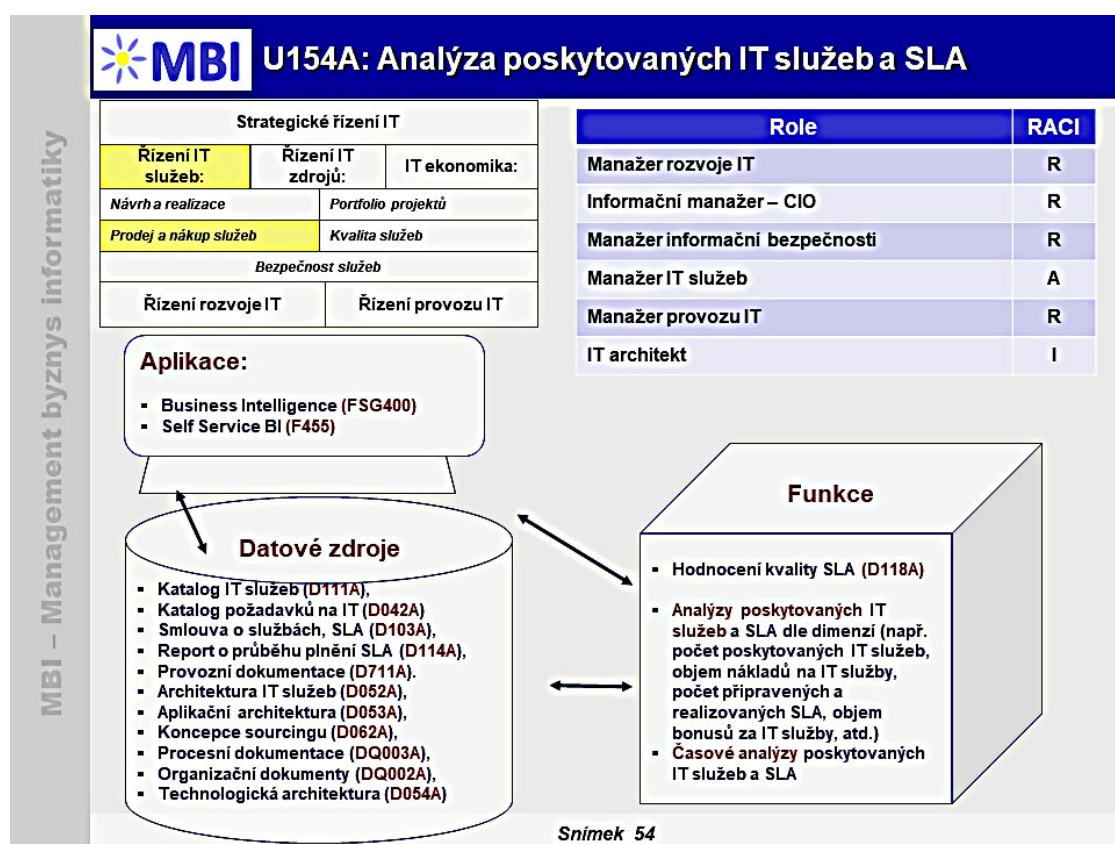 MBI U154A: Analýza poskytovaných IT služeb a SLA
MBI – Management byznys informatiky
Strategické řízení IT
Řízení IT služeb:
Řízení IT zdrojů:
IT ekonomika:
Návrh a realizace
Portfolio projektů
Prodej a nákup služeb
Kvalita služeb
Bezpečnost služeb
Řízení rozvoje IT
Řízení provozu IT
Role RACI
Manažer rozvoje IT R
Informační manažer – CIO R
Manažer informační bezpečnosti R
Manažer IT služeb A
Manažer provozu IT R
IT architekt I
Aplikace:
▪ Business Intelligence (FSG400)
▪ Self Service BI (F455)
Datové zdroje
▪ Katalog IT služeb (D111A),
▪ Katalog požadavků na IT (D042A)
▪ Smlouva o službách, SLA (D103A),
▪ Report o průběhu plnění SLA (D114A),
▪ Provozní dokumentace (D711A).
▪ Architektura IT služeb (D052A),
▪ Aplikační architektura (D053A),
▪ Koncepce sourcingu (D062A),
▪ Procesní dokumentace (DQ003A),
▪ Organizační dokumenty (DQ002A),
▪ Technologická architektura (D054A)
Funkce
▪ Hodnocení kvality SLA (D118A)
▪ Analýzy poskytovaných IT
služeb a SLA dle dimenzí (např.
počet poskytovaných IT služeb,
objem nákladů na IT služby,
počet připravených a
realizovaných SLA, objem
bonusů za IT služby, atd.)
▪ Časové analýzy poskytovaných
IT služeb a SLA
Snímek 54